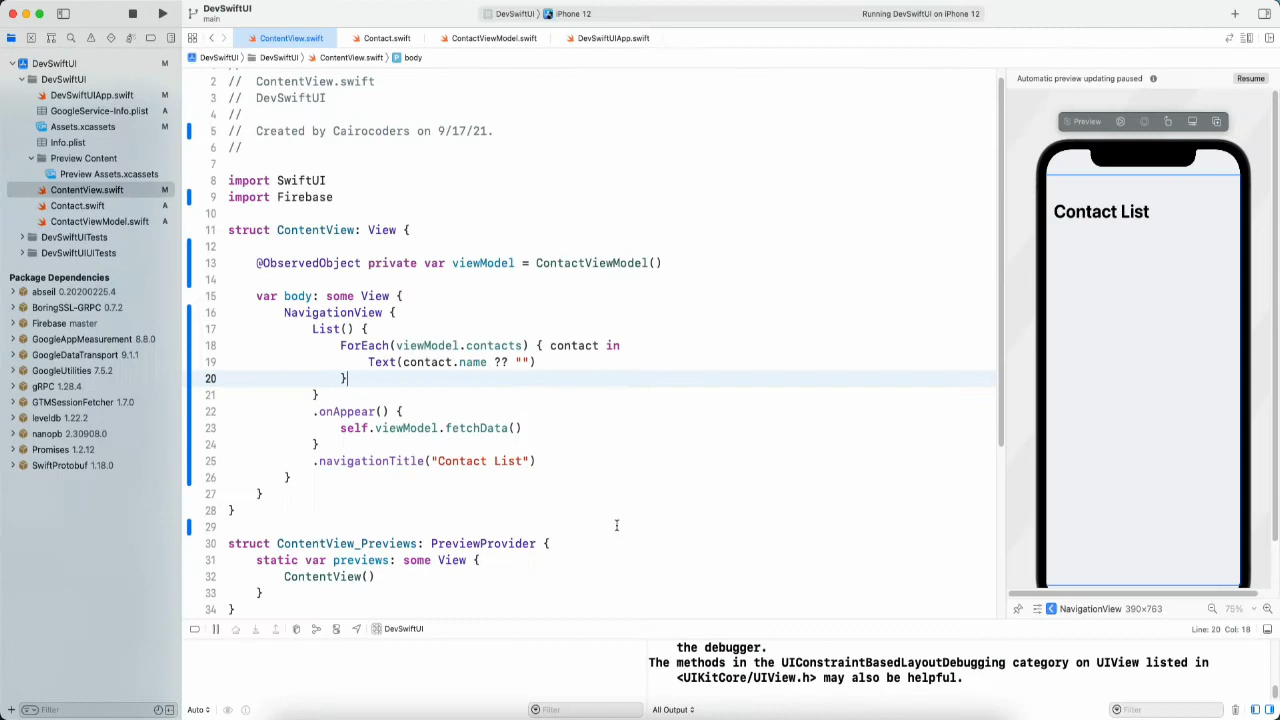 DevSwiftUI
main
DevSwiftUI 〉 iPhone 12
Running DevSwiftUI on iPhone 12
ContentView.swift
Contact.swift
ContactViewModel.swift
DevSwiftUIApp.swift
DevSwiftUI 〉 DevSwiftUI 〉 ContentView.swift 〉 body
DevSwiftUI M
DevSwiftUI
DevSwiftUIApp.swift M
GoogleService-Info.plist A
Assets.xcassets M
Info.plist
Preview Content
Preview Assets.xcassets
ContentView.swift M
Contact.swift A
ContactViewModel.swift A
DevSwiftUITests
DevSwiftUIUITests
Package Dependencies
abseil 0.20200225.4
BoringSSL-GRPC 0.7.2
Firebase master
GoogleAppMeasurement 8.8.0
GoogleDataTransport 9.1.1
GoogleUtilities 7.5.2
gRPC 1.28.4
GTMSessionFetcher 1.7.0
leveldb 1.22.2
nanopb 2.30908.0
Promises 1.2.12
SwiftProtobuf 1.18.0
Filter
//
2 // ContentView.swift
3 // DevSwiftUI
4 //
5 // Created by Cairocoders on 9/17/21.
6 //
7
8 import SwiftUI
9 import Firebase
10
11 struct ContentView: View {
12
13 @ObservedObject private var viewModel = ContactViewModel()
14
15 var body: some View {
16 NavigationView {
17 List() {
18 ForEach(viewModel.contacts) { contact in
19 Text(contact.name ?? "")
20 }
21 }
22 .onAppear() {
23 self.viewModel.fetchData()
24 }
25 .navigationTitle("Contact List")
26 }
27 }
28 }
29
30 struct ContentView_Previews: PreviewProvider {
31 static var previews: some View {
32 ContentView()
33 }
34 }
Automatic preview updating paused
Resume
Preview
Contact List
NavigationView 390×763
75%
DevSwiftUI
Line: 20 Col: 18
the debugger.
The methods in the UIConstraintBasedLayoutDebugging category on UIView listed in
<UIKitCore/UIView.h> may also be helpful.
Auto
Filter
All Output
Filter